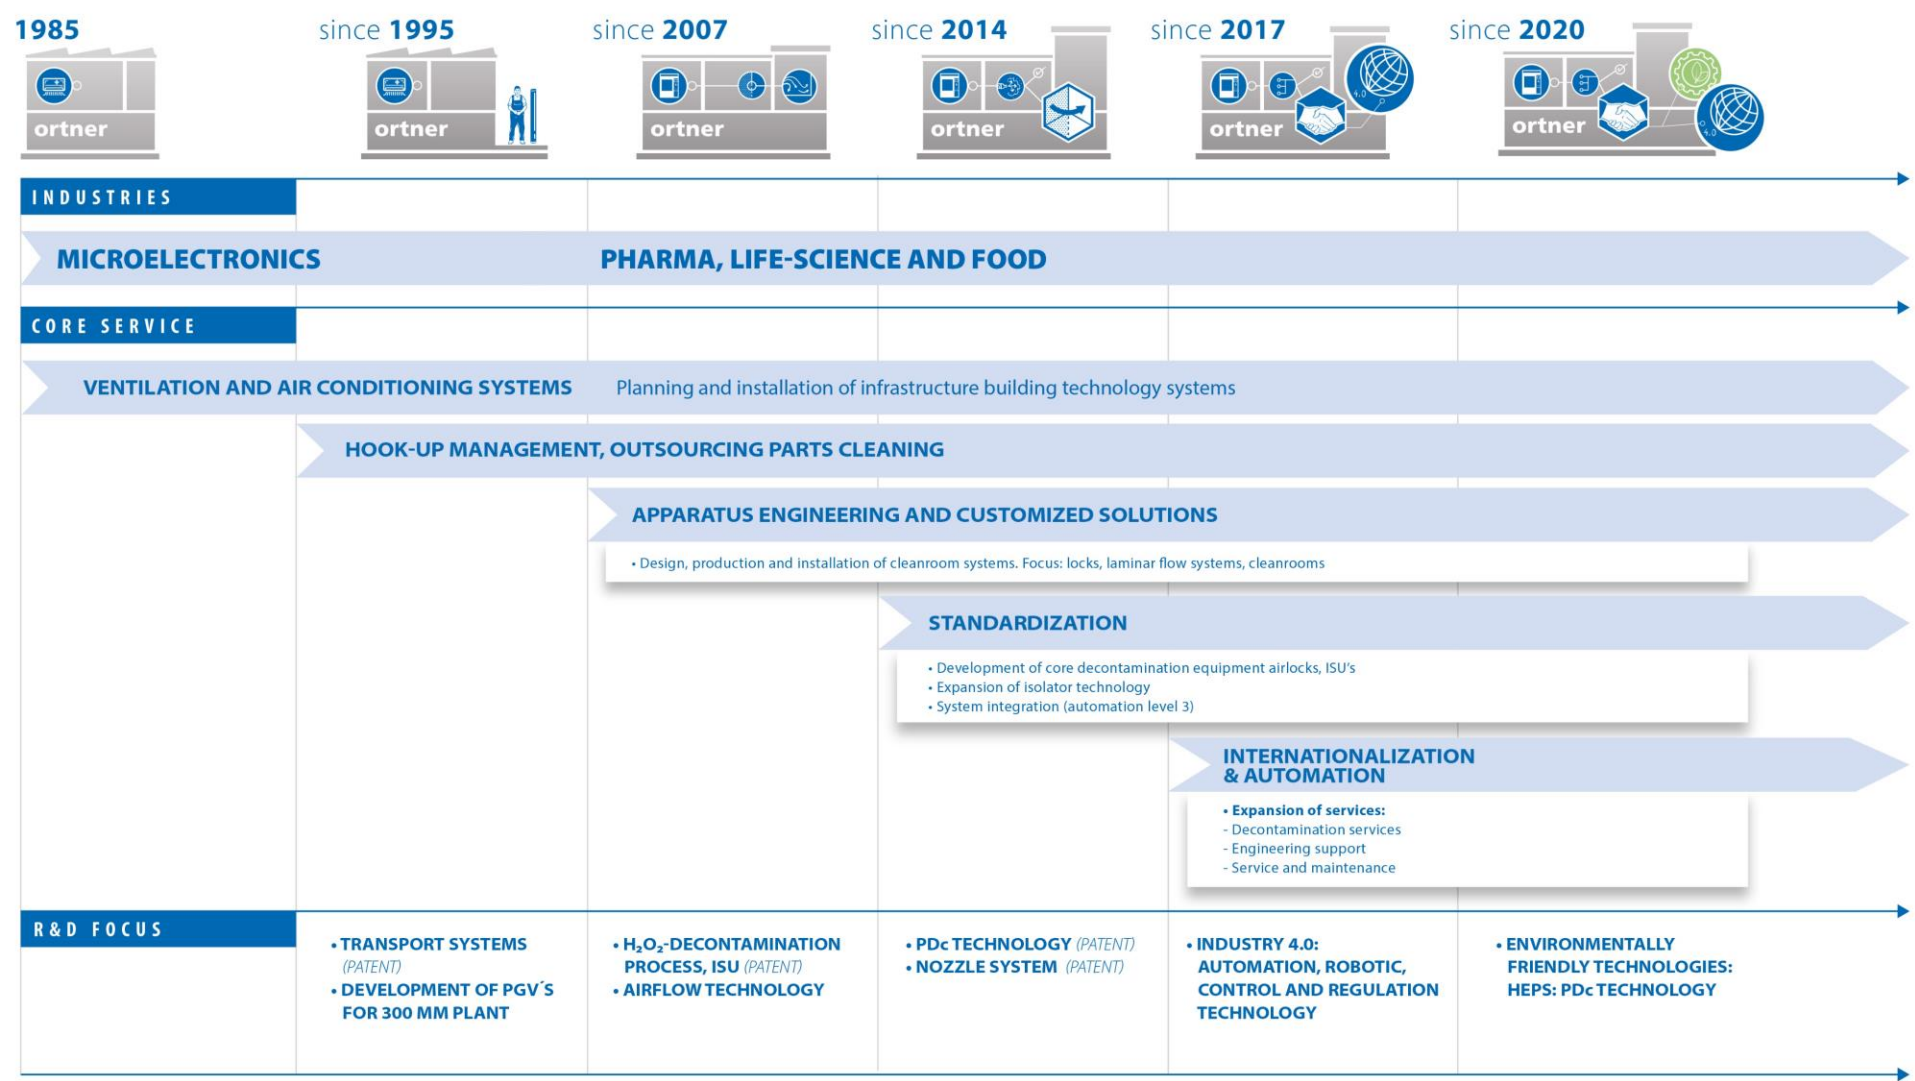 1985
since 1995
since 2007
since 2014
since 2017
since 2020
ortner
ortner
ortner
ortner
ortner
4.0
ortner
4.0
INDUSTRIES
MICROELECTRONICS
PHARMA, LIFE-SCIENCE AND FOOD
CORE SERVICE
VENTILATION AND AIR CONDITIONING SYSTEMS
Planning and installation of infrastructure building technology systems
HOOK-UP MANAGEMENT, OUTSOURCING PARTS CLEANING
APPARATUS ENGINEERING AND CUSTOMIZED SOLUTIONS
• Design, production and installation of cleanroom systems. Focus: locks, laminar flow systems, cleanrooms
STANDARDIZATION
• Development of core decontamination equipment airlocks, ISU's
• Expansion of isolator technology
• System integration (automation level 3)
INTERNATIONALIZATION
& AUTOMATION
• Expansion of services:
- Decontamination services
- Engineering support
- Service and maintenance
R&D FOCUS
• TRANSPORT SYSTEMS
(PATENT)
• DEVELOPMENT OF PGV´S
FOR 300 MM PLANT
• H₂O₂-DECONTAMINATION
PROCESS, ISU (PATENT)
• AIRFLOW TECHNOLOGY
• PDc TECHNOLOGY (PATENT)
• NOZZLE SYSTEM (PATENT)
• INDUSTRY 4.0:
AUTOMATION, ROBOTIC,
CONTROL AND REGULATION
TECHNOLOGY
• ENVIRONMENTALLY
FRIENDLY TECHNOLOGIES:
HEPS: PDc TECHNOLOGY